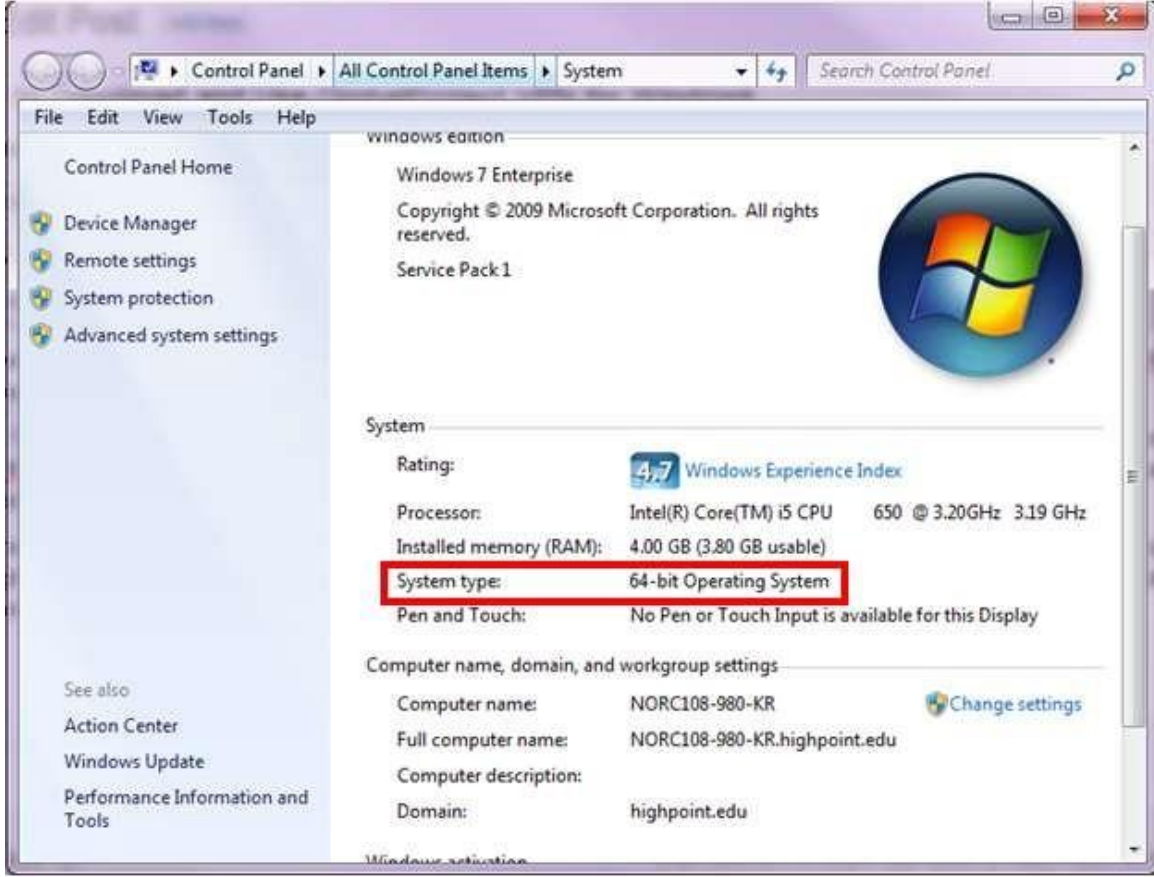 Control Panel All Control Panel Items System Search Control Panel
File Edit View Tools Help
Windows edition
Control Panel Home
Device Manager
Remote settings
System protection
Advanced system settings
See also
Action Center
Windows Update
Performance Information and
Tools
Windows 7 Enterprise
Copyright © 2009 Microsoft Corporation. All rights
reserved.
Service Pack 1
System
Rating: 4.7 Windows Experience Index
Processor: Intel(R) Core(TM) i5 CPU 650 @ 3.20GHz 3.19 GHz
Installed memory (RAM): 4.00 GB (3.80 GB usable)
System type: 64-bit Operating System
Pen and Touch: No Pen or Touch Input is available for this Display
Computer name, domain, and workgroup settings
Computer name: NORC108-980-KR Change settings
Full computer name: NORC108-980-KR.highpoint.edu
Computer description:
Domain: highpoint.edu
Windows activation